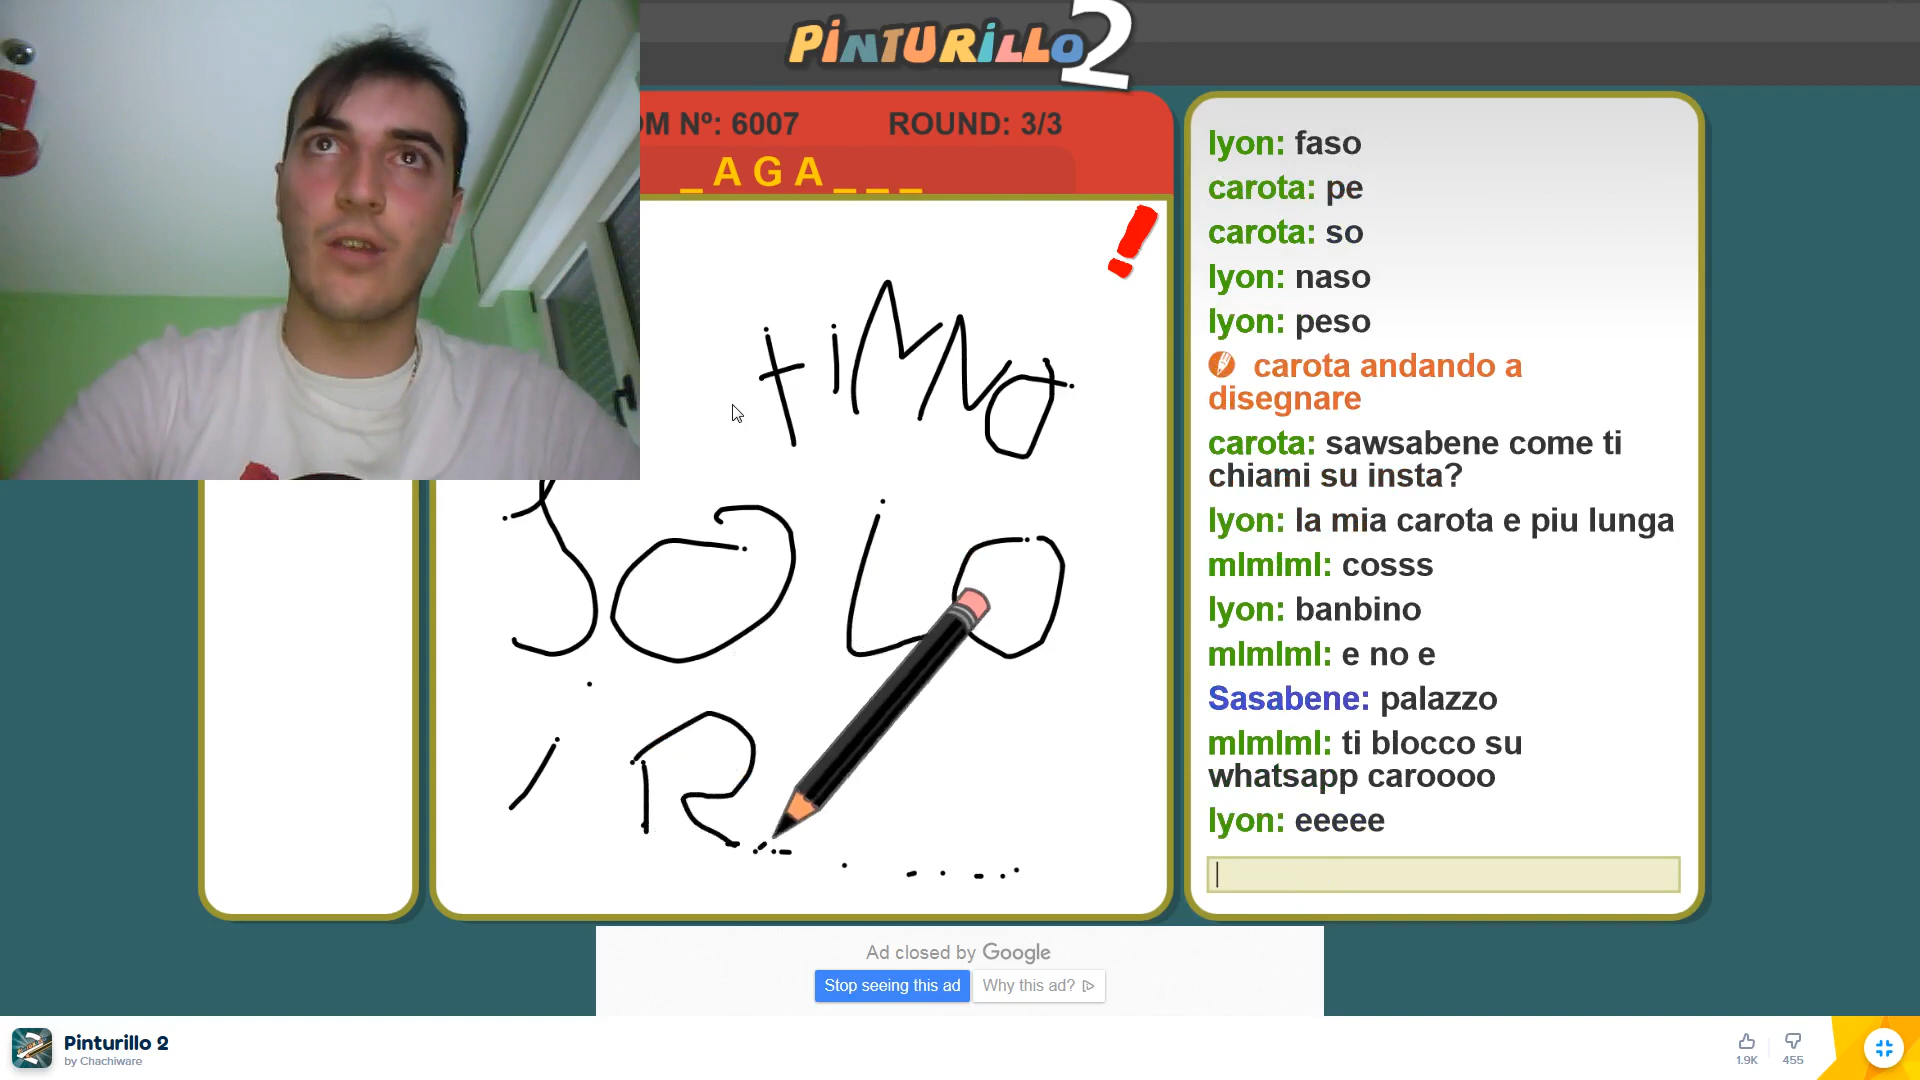 PiNTURiLLO 2
OM Nº: 6007 ROUND: 3/3
_ A G A _ _ _
lyon: faso
carota: pe
carota: so
lyon: naso
lyon: peso
carota andando a
disegnare
carota: sawsabene come ti
chiami su insta?
lyon: la mia carota e piu lunga
mlmlml: cosss
lyon: banbino
mlmlml: e no e
Sasabene: palazzo
mlmlml: ti blocco su
whatsapp caroooo
lyon: eeeee
SOLO
iR
Ad closed by Google
Stop seeing this ad
Why this ad?
Pinturillo 2
by Chachiware
1.9K
455